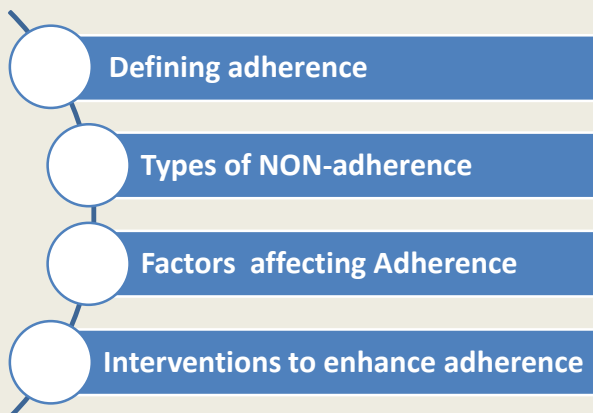 Defining adherence
Types of NON-adherence
Factors  affecting Adherence
Interventions to enhance adherence